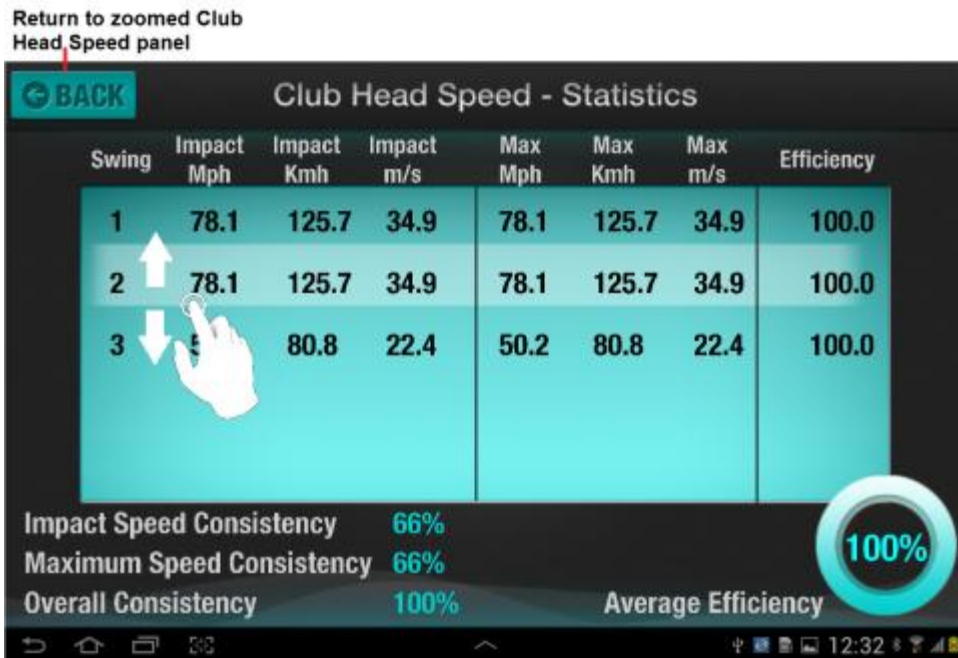 Return to zoomed Club
Head Speed panel
BACK
Club Head Speed - Statistics
Swing Impact Mph Impact Kmh Impact m/s Max Mph Max Kmh Max m/s Efficiency
1 78.1 125.7 34.9 78.1 125.7 34.9 100.0
2 78.1 125.7 34.9 78.1 125.7 34.9 100.0
3 80.8 22.4 50.2 80.8 22.4 100.0
Impact Speed Consistency 66%
Maximum Speed Consistency 66%
100%
Overall Consistency 100% Average Efficiency
12:32